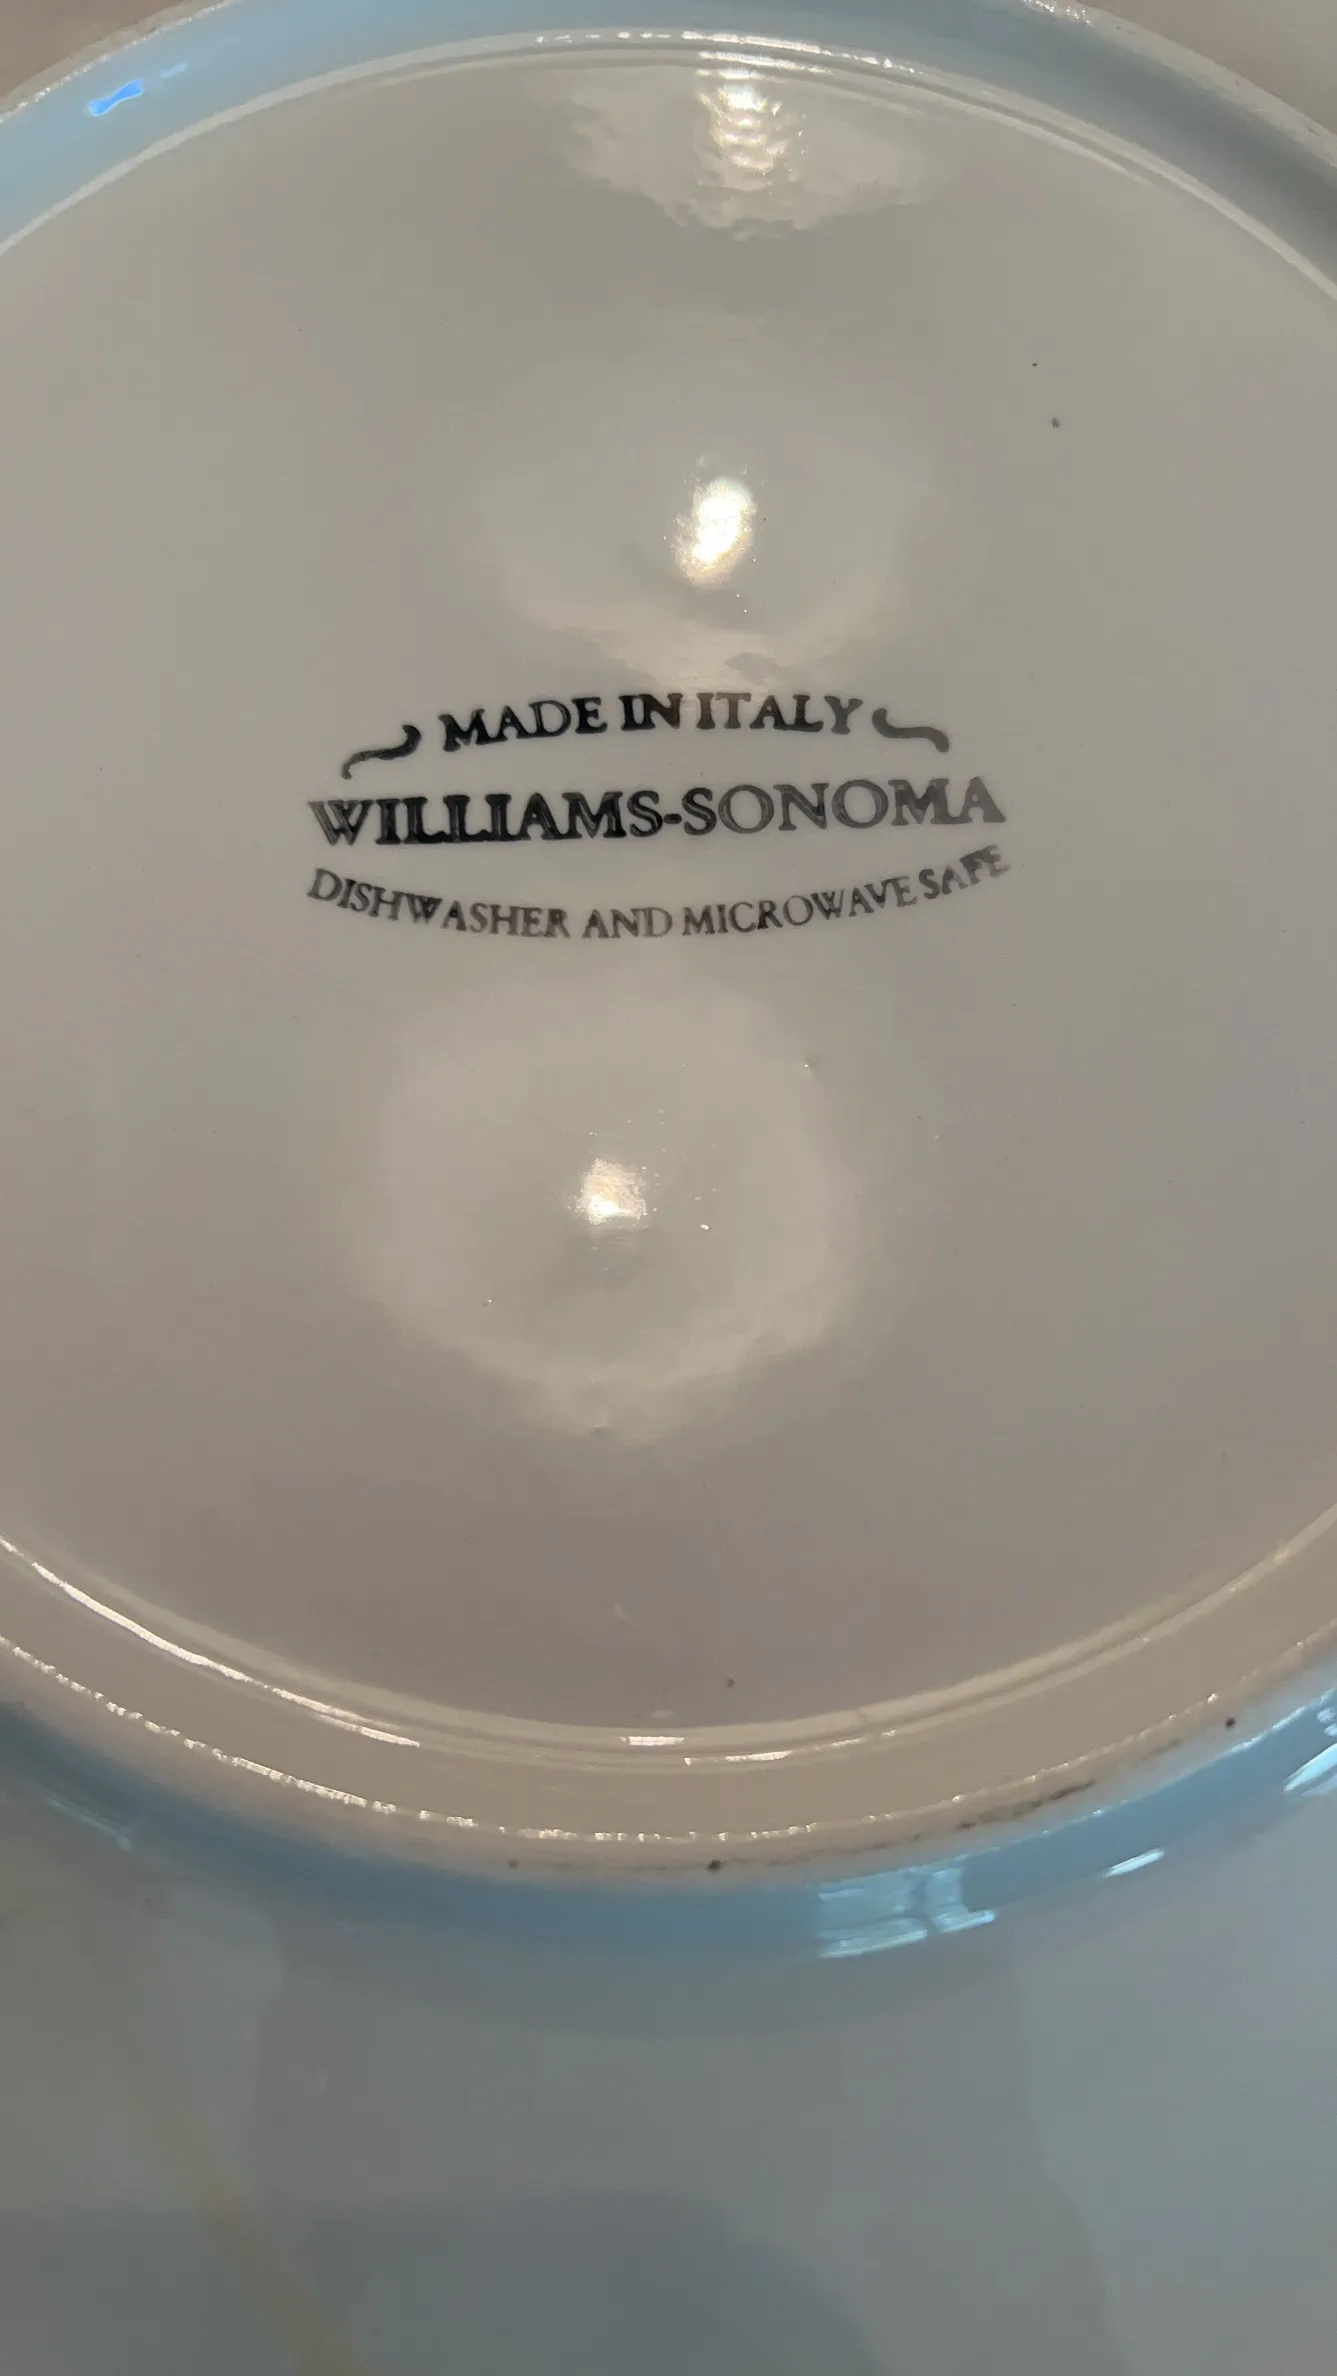 MADE IN ITALY
WILLIAMS-SONOMA
DISHWASHER AND MICROWAVE SAFE